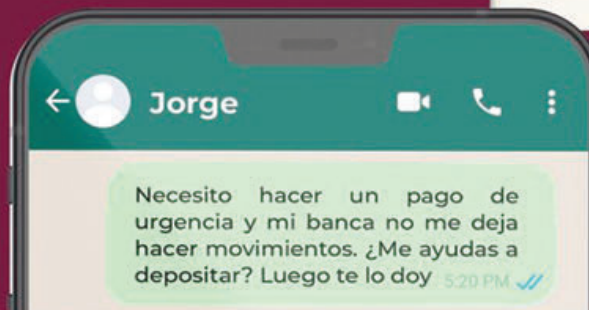 Jorge
Necesito hacer un pago de
urgencia y mi banca no me deja
hacer movimientos. ¿Me ayudas a
depositar? Luego te lo doy 5:20 PM